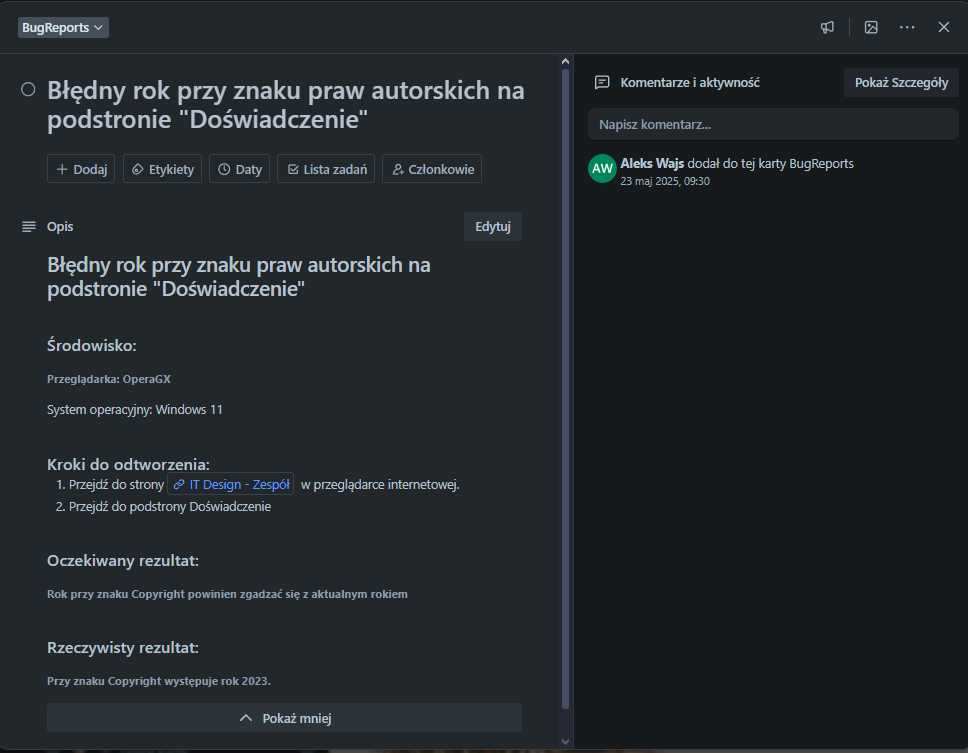 BugReports
Błędny rok przy znaku praw autorskich na
podstronie "Doświadczenie"
Dodaj
Etykiety
Daty
Lista zadań
Członkowie
Opis
Edytuj
Błędny rok przy znaku praw autorskich na
podstronie "Doświadczenie"
Środowisko:
Przeglądarka: OperaGX
System operacyjny: Windows 11
Kroki do odtworzenia:
1. Przejdź do strony IT Design - Zespół w przeglądarce internetowej.
2. Przejdź do podstrony Doświadczenie
Oczekiwany rezultat:
Rok przy znaku Copyright powinien zgadzać się z aktualnym rokiem
Rzeczywisty rezultat:
Przy znaku Copyright występuje rok 2023.
Pokaż mniej
Komentarze i aktywność
Pokaż Szczegóły
Napisz komentarz...
AW
Aleks Wajs dodał do tej karty BugReports
23 maj 2025, 09:30